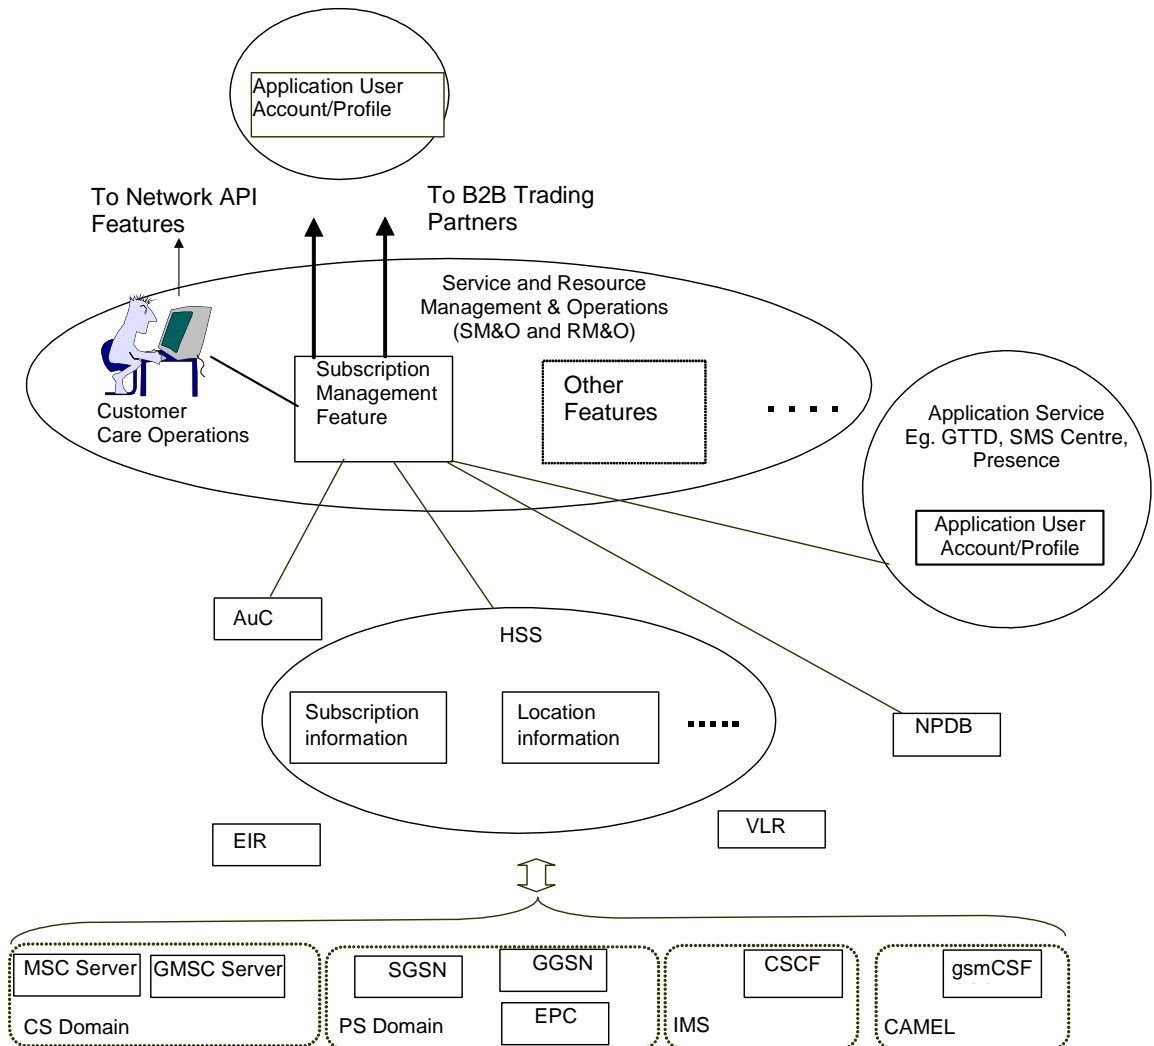 Application User
Account/Profile
To Network API
Features
To B2B Trading
Partners
Service and Resource
Management & Operations
(SM&O and RM&O)
Subscription
Management
Feature
Other
Features
Customer
Care Operations
Application Service
Eg. GTTD, SMS Centre,
Presence
Application User
Account/Profile
AuC
HSS
Subscription
information
Location
information
NPDB
EIR
VLR
MSC Server
GMSC Server
CS Domain
SGSN
GGSN
EPC
PS Domain
CSCF
IMS
gsmCSF
CAMEL